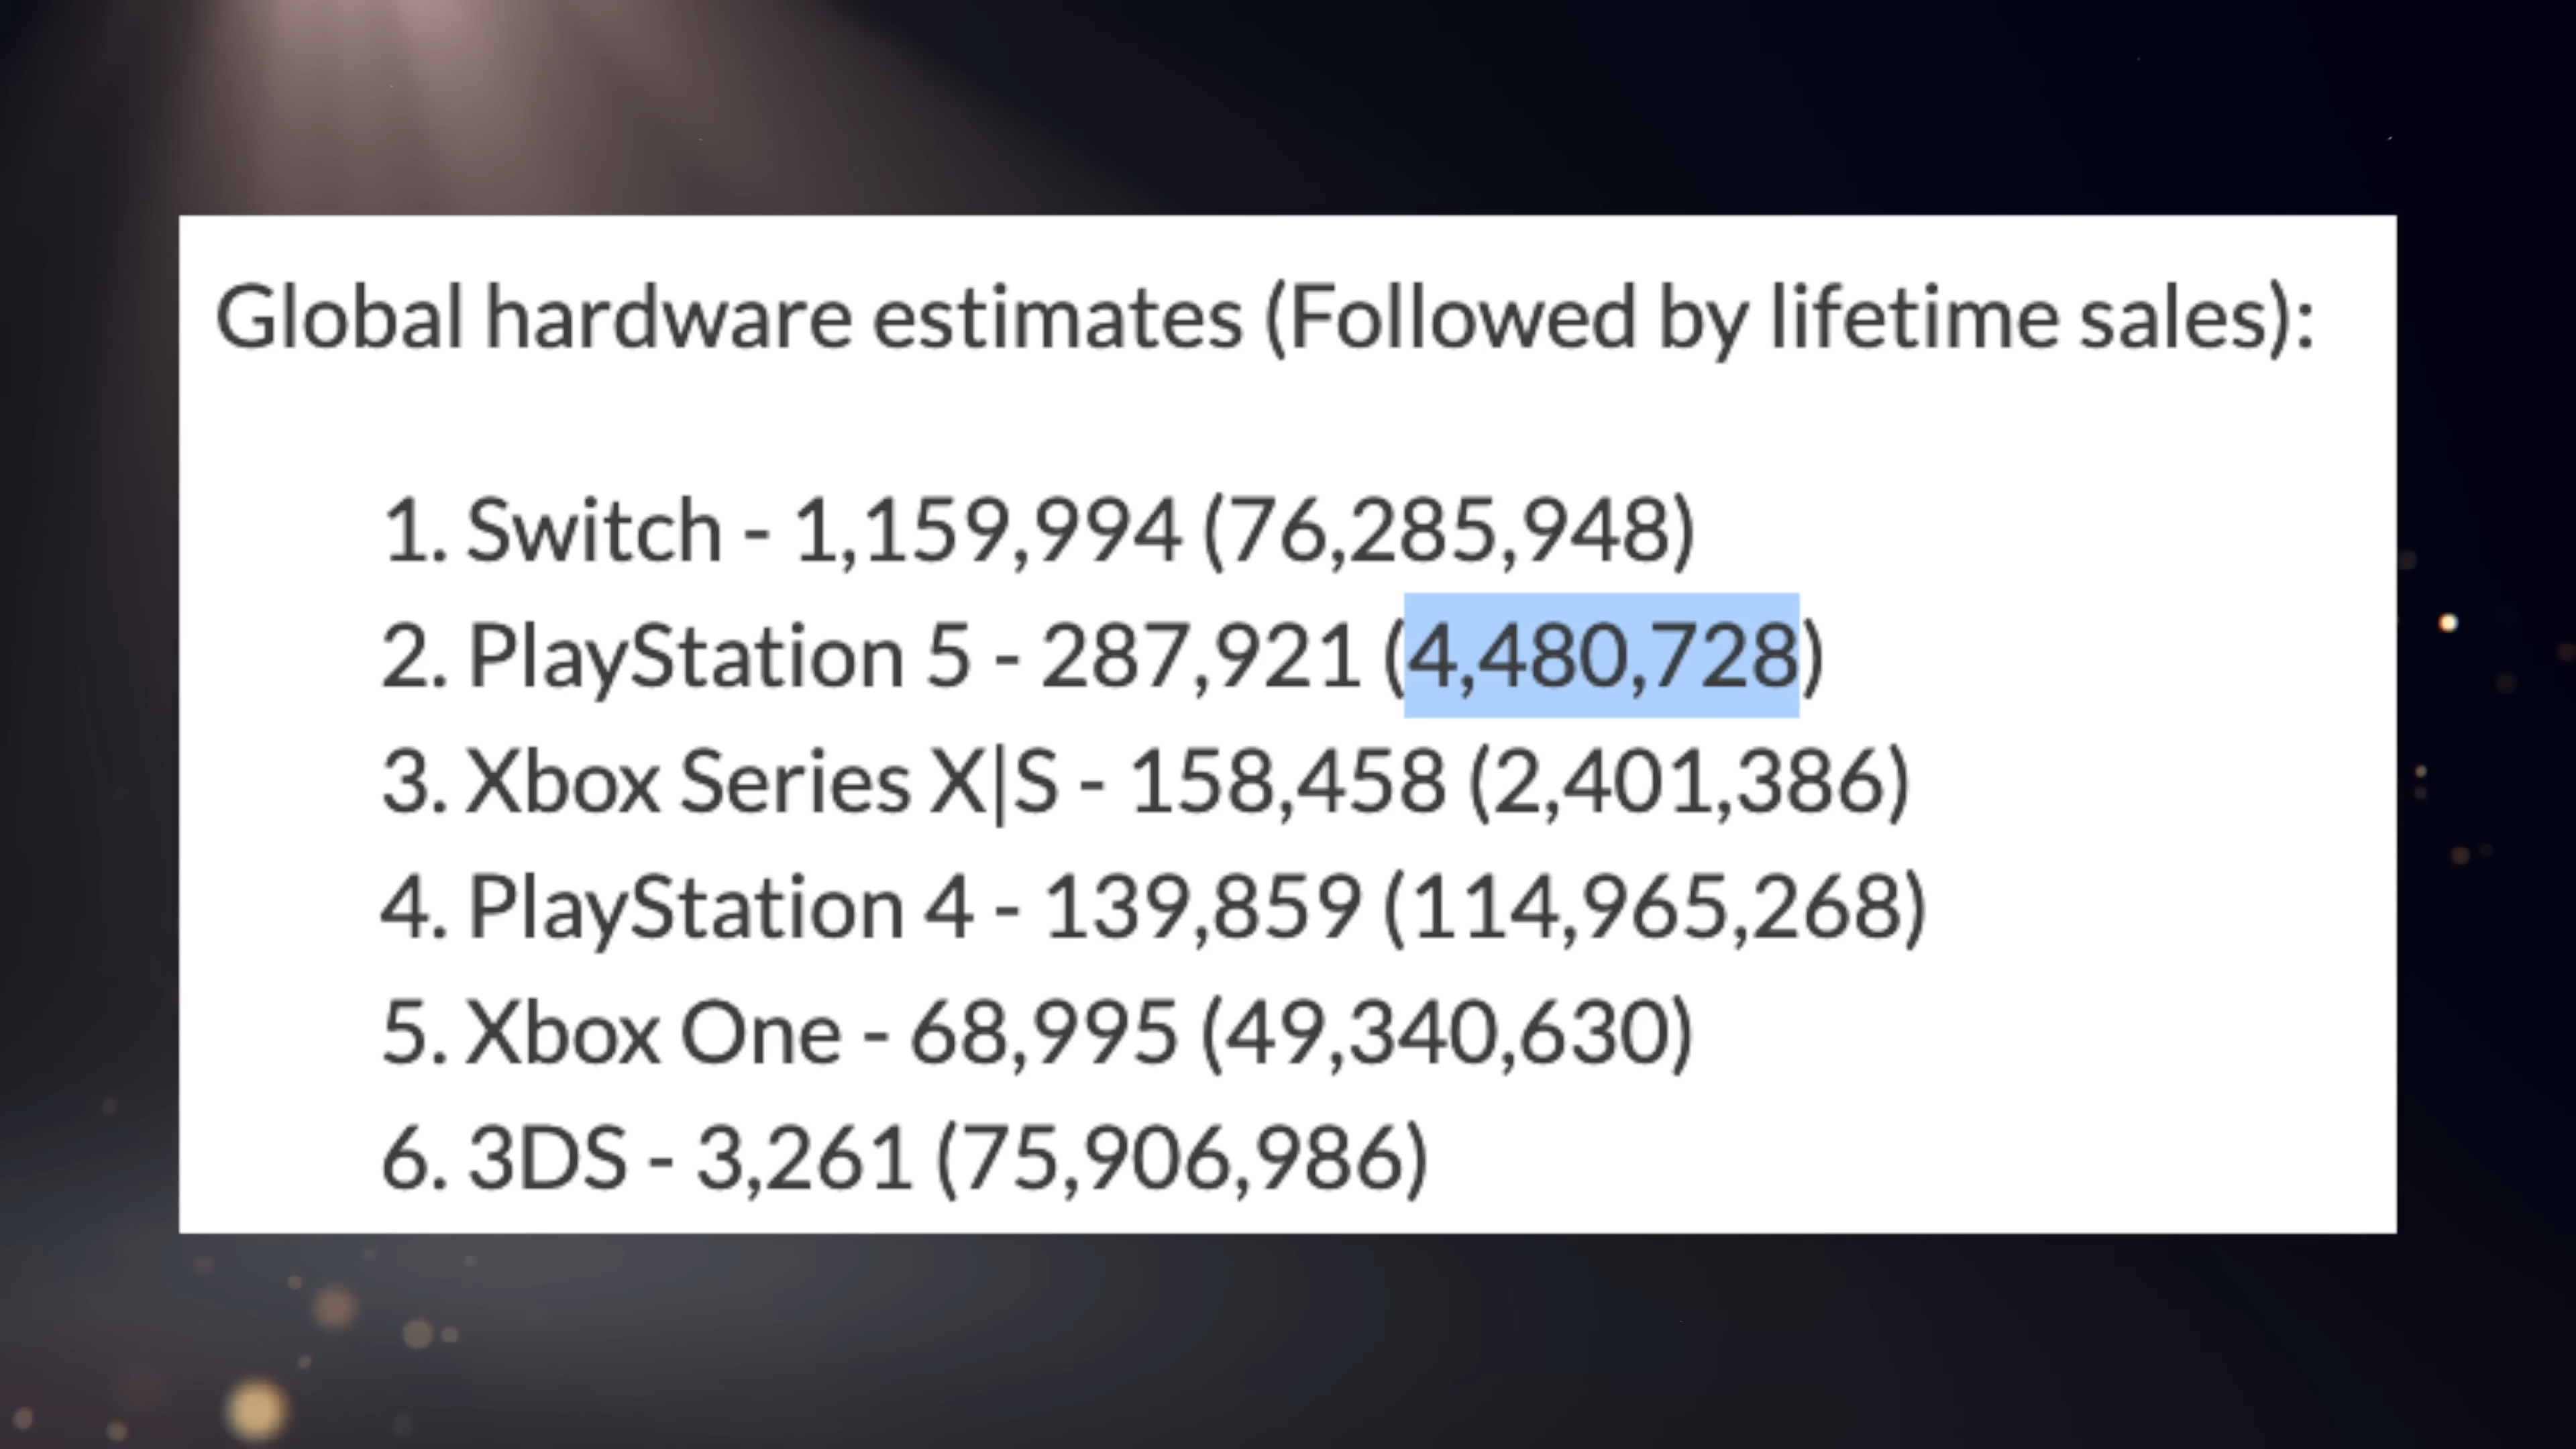 Global hardware estimates (Followed by lifetime sales):
1. Switch - 1,159,994 (76,285,948)
2. PlayStation 5 - 287,921 (4,480,728)
3. Xbox Series X|S - 158,458 (2,401,386)
4. PlayStation 4 - 139,859 (114,965,268)
5. Xbox One - 68,995 (49,340,630)
6. 3DS - 3,261 (75,906,986)